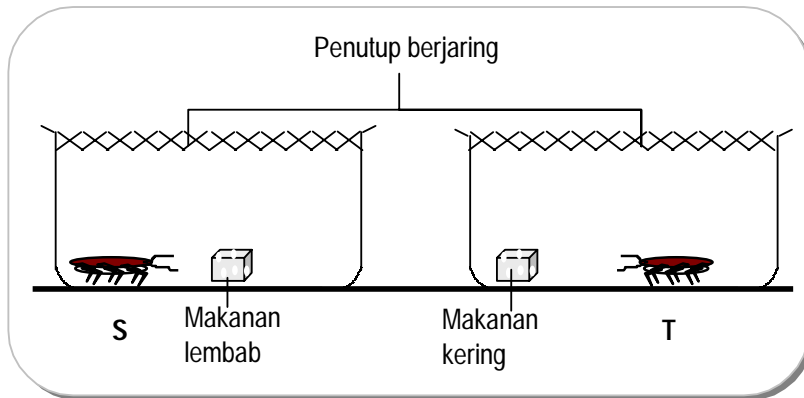 Penutup berjaring
S
Makanan
lembab
Makanan
kering
T